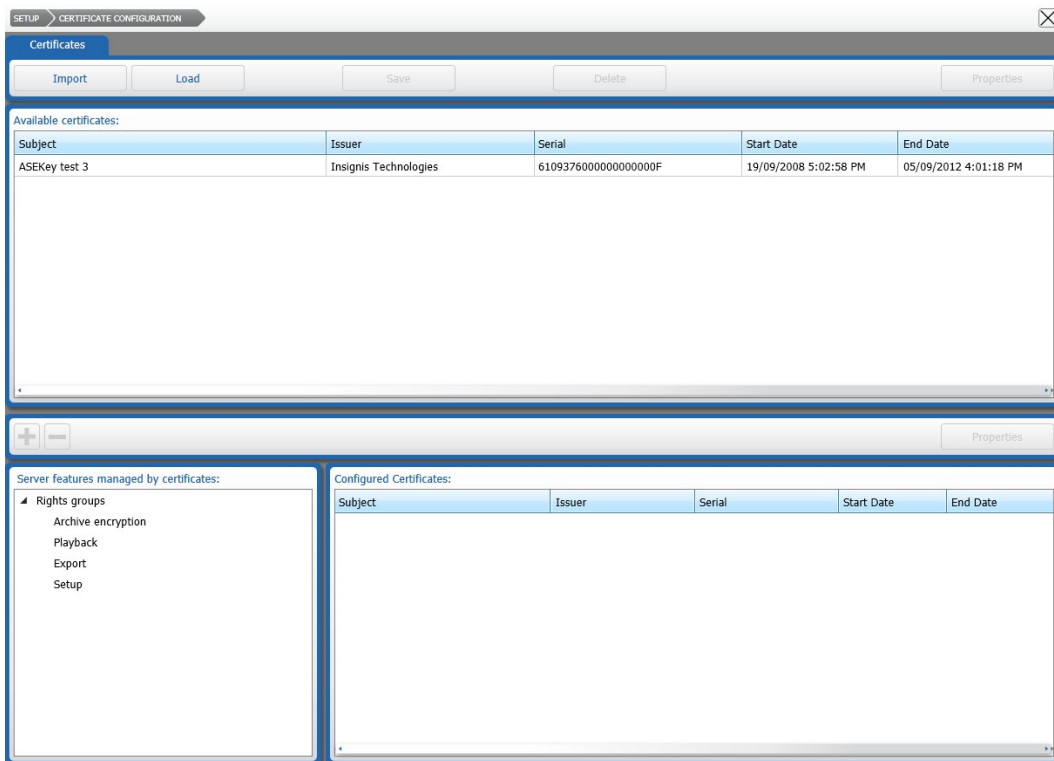 SETUP CERTIFICATE CONFIGURATION
Certificates
Import Load Save Delete Properties
Available certificates:
Subject Issuer Serial Start Date End Date
ASEKey test 3 Insignis Technologies 6109376000000000000F 19/09/2008 5:02:58 PM 05/09/2012 4:01:18 PM
Properties
Server features managed by certificates:
Rights groups
Archive encryption
Playback
Export
Setup
Configured Certificates:
Subject Issuer Serial Start Date End Date